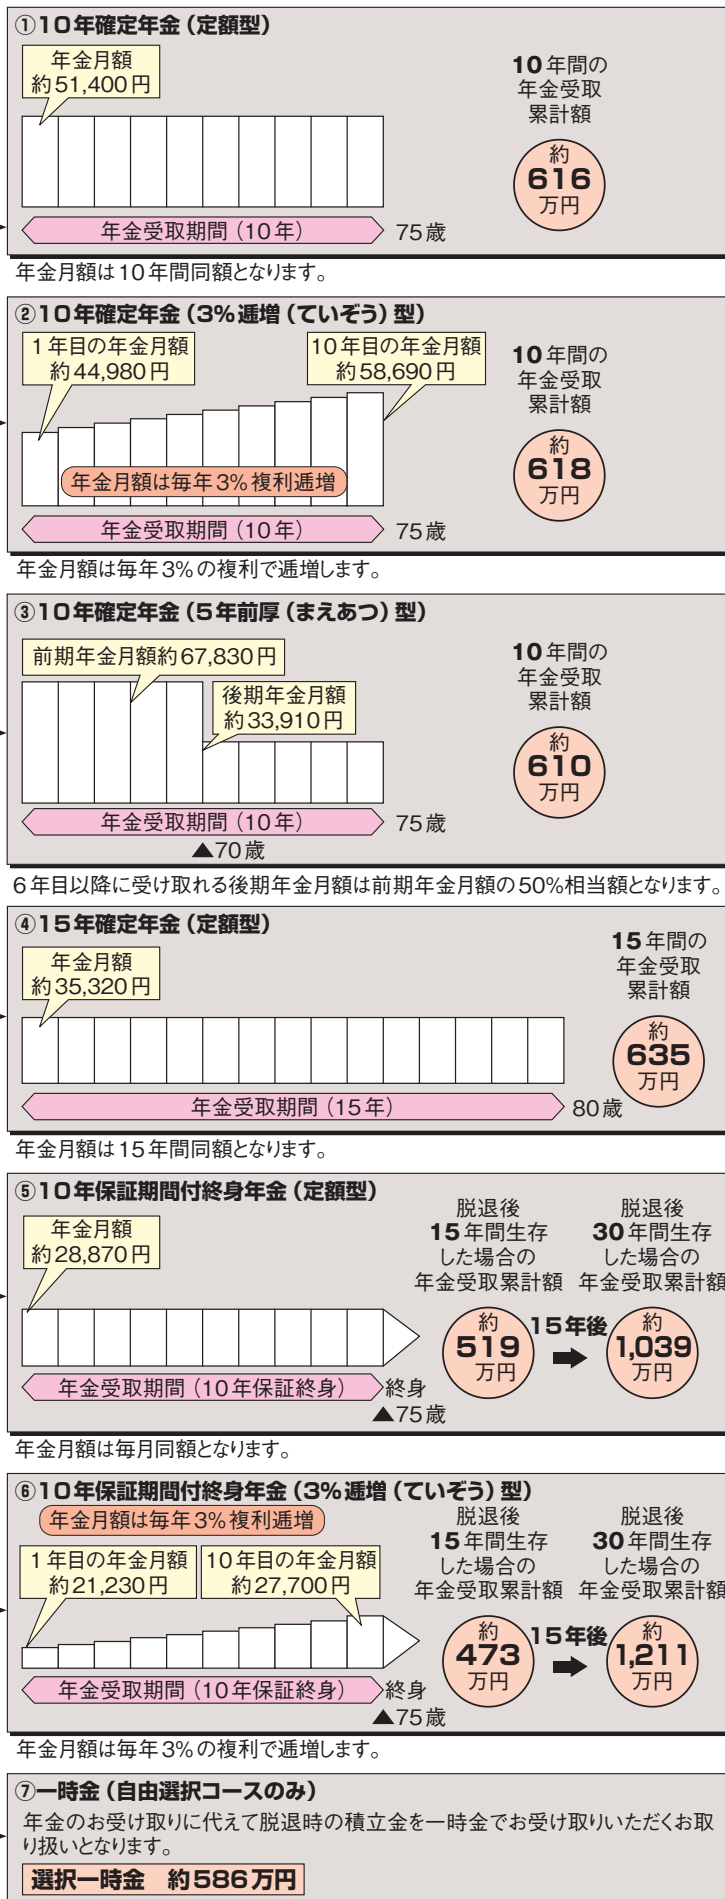 ①10年確定年金（定額型）
年金月額
約51,400円
10年間の
年金受取
累計額
約
616
万円
年金受取期間（10年）
75歳
年金月額は10年間同額となります。
②10年確定年金（3％逓増（ていぞう）型）
1年目の年金月額
約44,980円
10年目の年金月額
約58,690円
10年間の
年金受取
累計額
約
618
万円
年金月額は毎年3％複利逓増
年金受取期間（10年）
75歳
年金月額は毎年3％の複利で逓増します。
③10年確定年金（5年前厚（まえあつ）型）
前期年金月額約67,830円
後期年金月額
約33,910円
10年間の
年金受取
累計額
約
610
万円
年金受取期間（10年）
75歳
▲70歳
6年目以降に受け取れる後期年金月額は前期年金月額の50％相当額となります。
④15年確定年金（定額型）
年金月額
約35,320円
15年間の
年金受取
累計額
約
635
万円
年金受取期間（15年）
80歳
年金月額は15年間同額となります。
⑤10年保証期間付終身年金（定額型）
年金月額
約28,870円
脱退後
15年間生存
した場合の
年金受取累計額
脱退後
30年間生存
した場合の
年金受取累計額
約
519
万円
15年後
約
1,039
万円
年金受取期間（10年保証終身）
終身
▲75歳
年金月額は毎月同額となります。
⑥10年保証期間付終身年金（3％逓増（ていぞう）型）
年金月額は毎年3％複利逓増
1年目の年金月額
約21,230円
10年目の年金月額
約27,700円
脱退後
15年間生存
した場合の
年金受取累計額
脱退後
30年間生存
した場合の
年金受取累計額
約
473
万円
15年後
約
1,211
万円
年金受取期間（10年保証終身）
終身
▲75歳
年金月額は毎年3％の複利で逓増します。
⑦一時金（自由選択コースのみ）
年金のお受け取りに代えて脱退時の積立金を一時金でお受け取りいただくお取
り扱いとなります。
選択一時金　約586万円